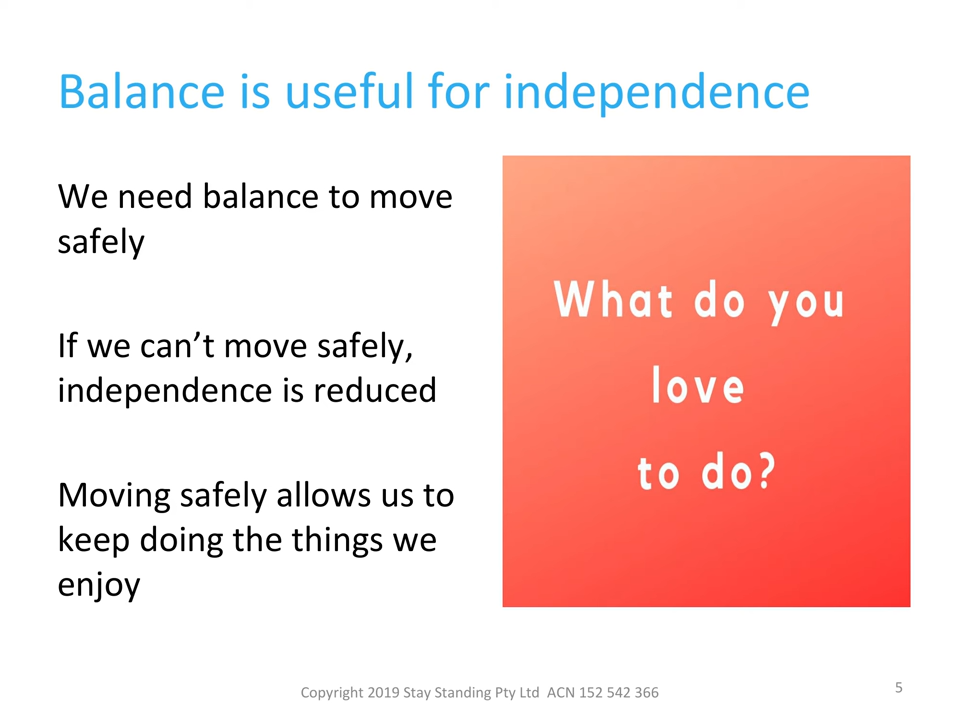 Balance is useful for independence
We need balance to move
safely
If we can’t move safely,
independence is reduced
Moving safely allows us to
keep doing the things we
enjoy
What do you
love
to do?
Copyright 2019 Stay Standing Pty Ltd  ACN 152 542 366
5